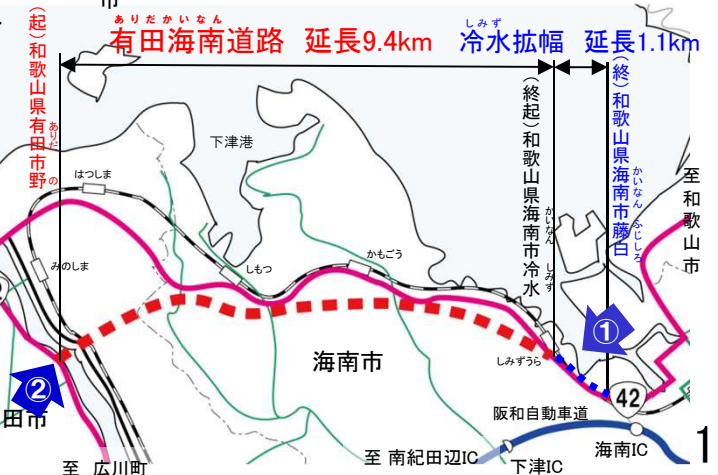 市
ありだかいなん
有田海南道路 延長9.4km
しみず
冷水拡幅 延長1.1km
(起)和歌山県有田市野
ありだ の
(終起)和歌山県海南市冷水
かいなん しみず
(終)和歌山県海南市藤白
かいなん ふじしろ
至和歌山市
下津港
はつしま
みのしま
しもつ
かもごう
しみずうら
海南市
①
②
田市
42
阪和自動車道
海南IC
下津IC
至 南紀田辺IC
至 広川町
1